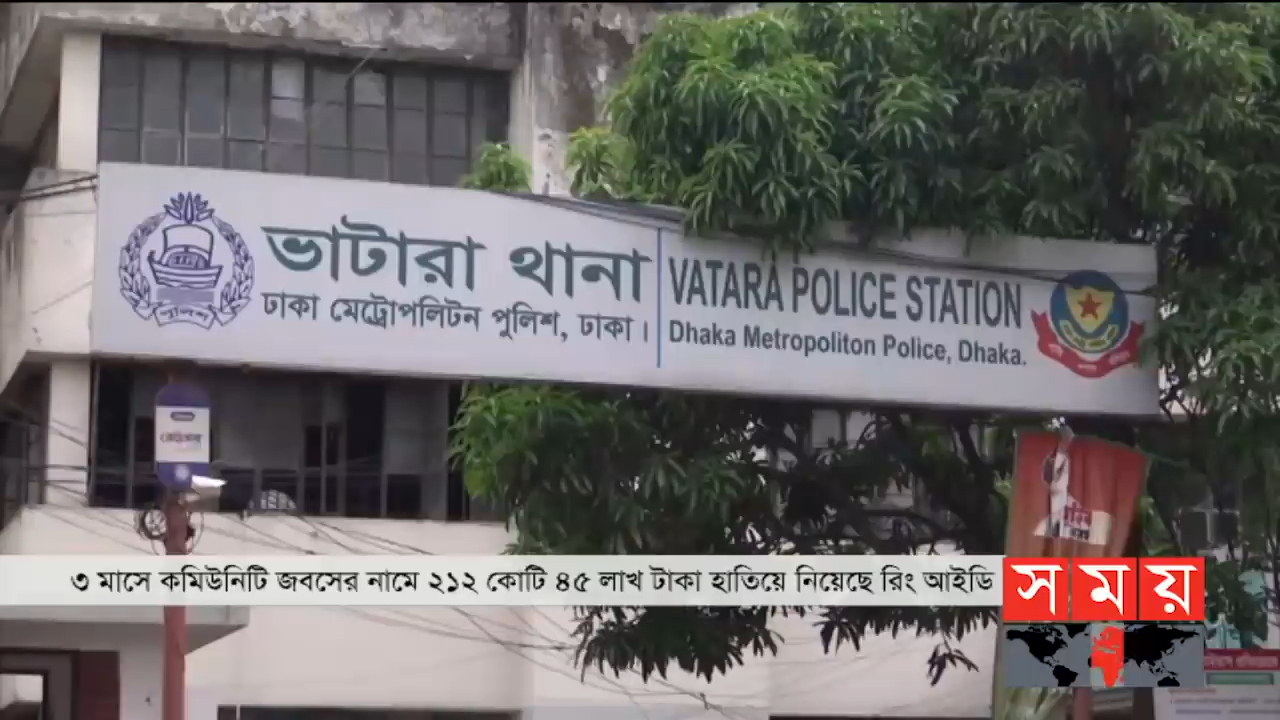 ভাটারা থানা
ঢাকা মেট্রোপলিটন পুলিশ, ঢাকা।
VATARA POLICE STATION
Dhaka Metropoliton Police, Dhaka.
পুলিশ
৩ মাসে কমিউনিটি জবসের নামে ২১২ কোটি ৪৫ লাখ টাকা হাতিয়ে নিয়েছে রিং আইডি
সময়